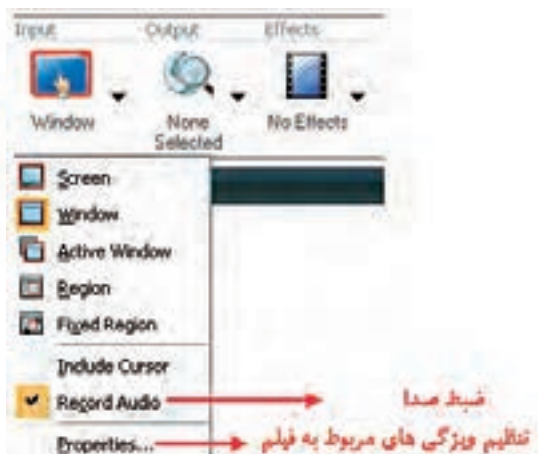 Input Output Effects
Window None Selected No Effects
Screen
Window
Active Window
Region
Fixed Region
Include Cursor
Record Audio ضبط صدا
Properties... تنظیم ویژگی های مربوط به فیلم